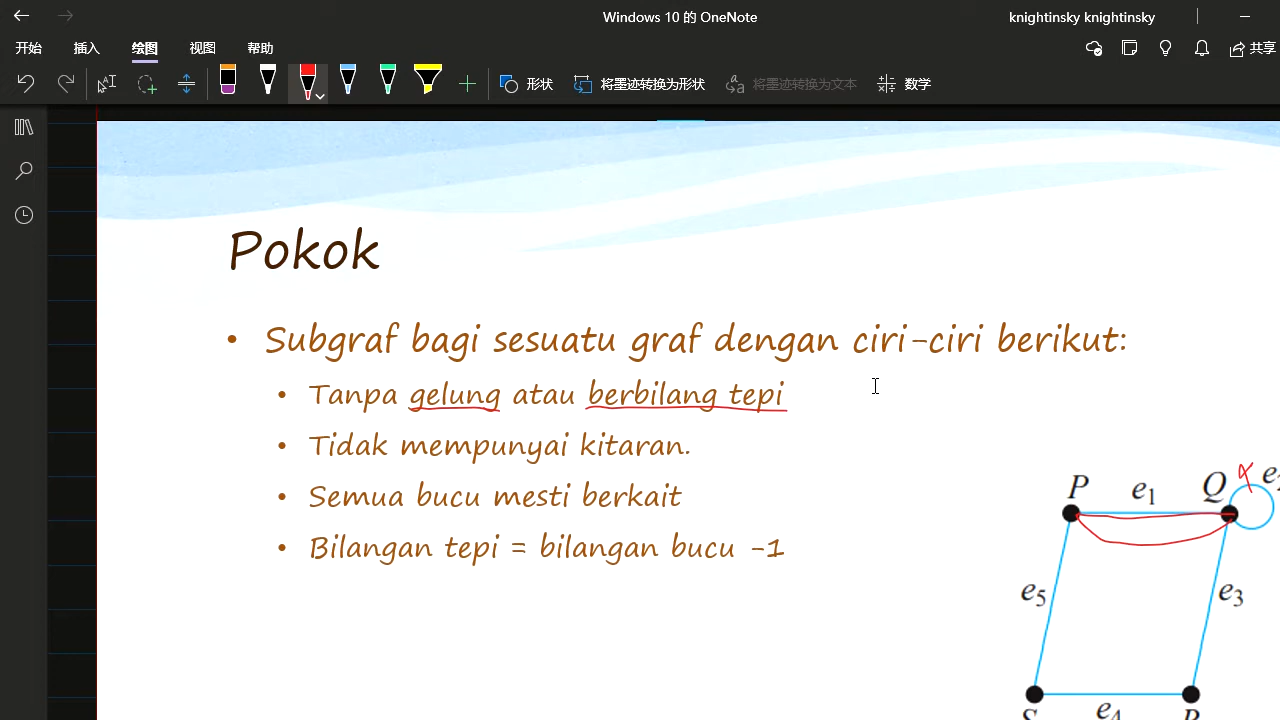 Windows 10 的 OneNote
knightinsky knightinsky
开始 插入 绘图 视图 帮助
共享
形状 将墨迹转换为形状 将墨迹转换为文本 数学
Pokok
• Subgraf bagi sesuatu graf dengan ciri-ciri berikut:
• Tanpa gelung atau berbilang tepi
• Tidak mempunyai kitaran.
• Semua bucu mesti berkait
• Bilangan tepi = bilangan bucu -1
P e1 Q
e5 e3
e4